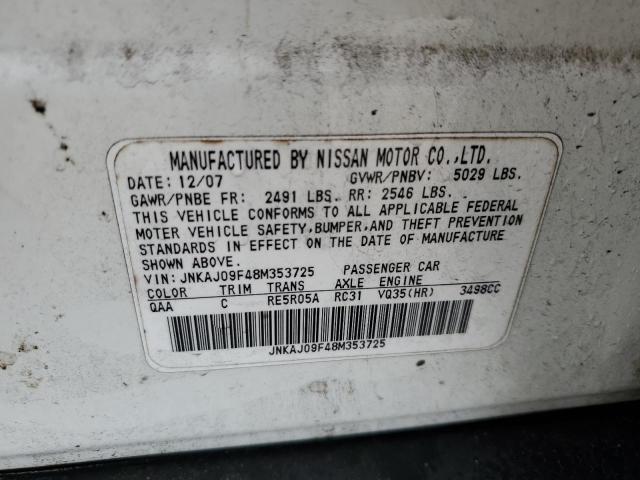 MANUFACTURED BY NISSAN MOTOR CO.,LTD.
DATE: 12/07 GVWR/PNBV: 5029 LBS.
GAWR/PNBE FR: 2491 LBS. RR: 2546 LBS.
THIS VEHICLE CONFORMS TO ALL APPLICABLE FEDERAL
MOTER VEHICLE SAFETY,BUMPER,AND THEFT PREVENTION
STANDARDS IN EFFECT ON THE DATE OF MANUFACTURE
SHOWN ABOVE.
VIN: JNKAJ09F48M353725 PASSENGER CAR
COLOR TRIM TRANS AXLE ENGINE
QAA C RE5R05A RC31 VQ35(HR) 3498CC
JNKAJ09F48M353725